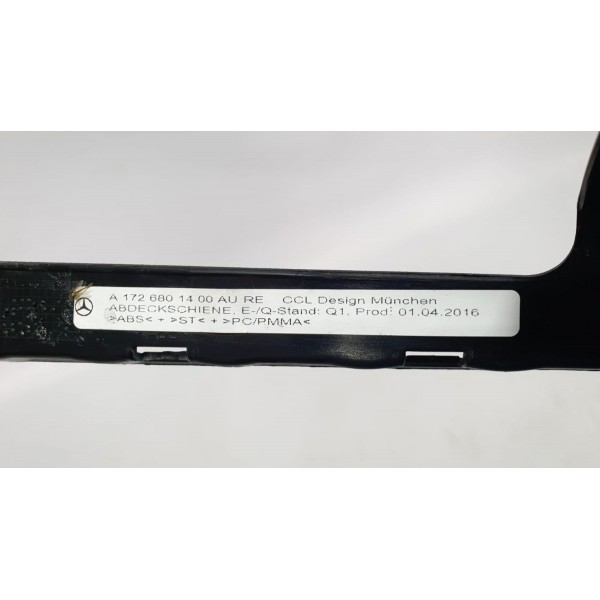 A 172 680 14 00 AU RE CCL Design München
ABDECKSCHIENE, E-/Q-Stand: Q1. Prod: 01.04.2016
>ABS< + >ST< + >PC/PMMA<